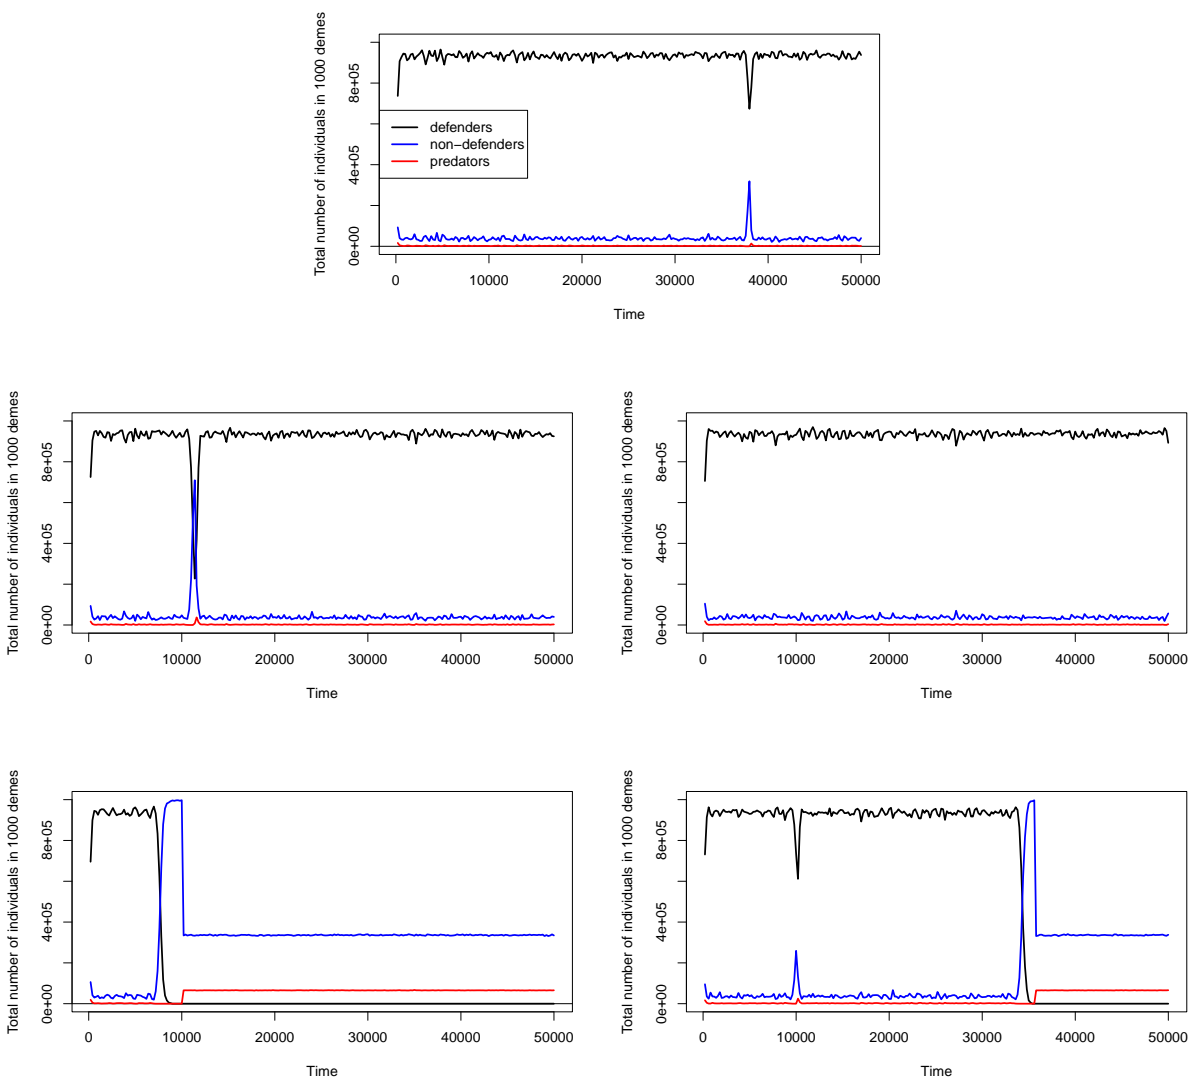 Total number of individuals in 1000 demes
8e+05
4e+05
0e+00
defenders
non−defenders
predators
0 10000 20000 30000 40000 50000
Time
Total number of individuals in 1000 demes
8e+05
4e+05
0e+00
0 10000 20000 30000 40000 50000
Time
Total number of individuals in 1000 demes
8e+05
4e+05
0e+00
0 10000 20000 30000 40000 50000
Time
Total number of individuals in 1000 demes
8e+05
4e+05
0e+00
0 10000 20000 30000 40000 50000
Time
Total number of individuals in 1000 demes
8e+05
4e+05
0e+00
0 10000 20000 30000 40000 50000
Time